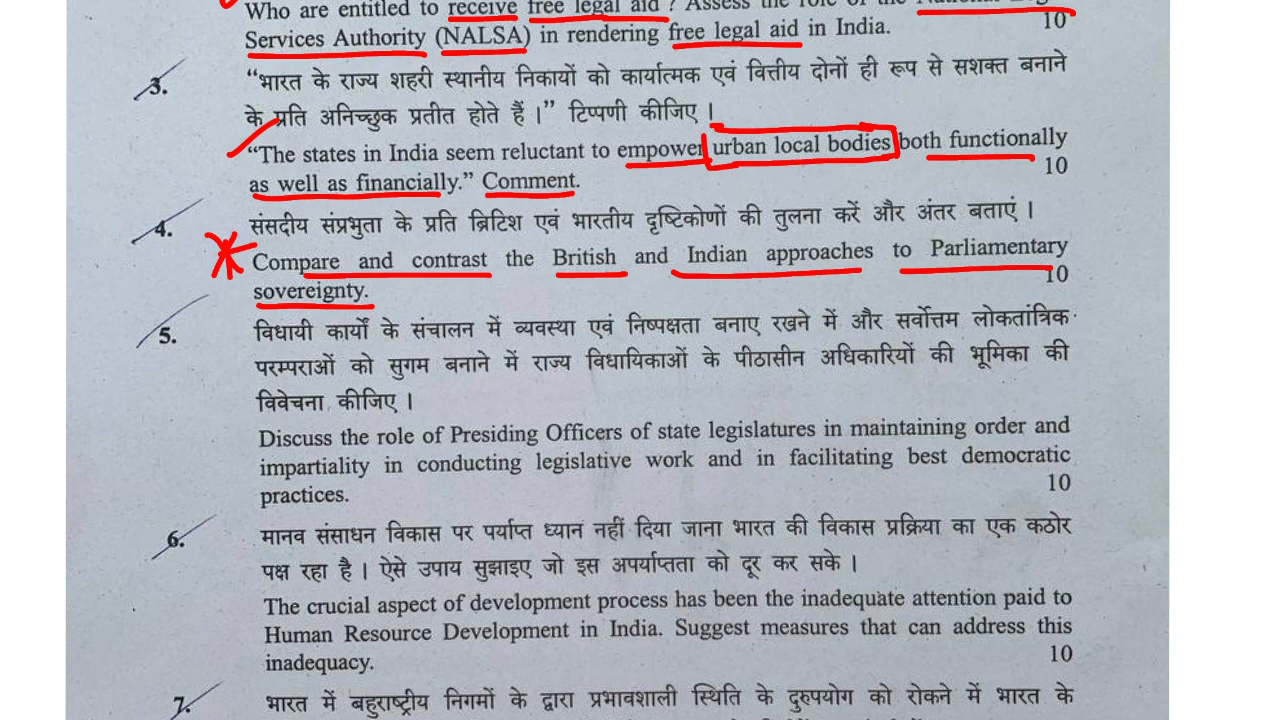 Who are entitled to receive free legal aid ? Assess the role of the National
Services Authority (NALSA) in rendering free legal aid in India. 10
3. “भारत के राज्य शहरी स्थानीय निकायों को कार्यात्मक एवं वित्तीय दोनों ही रूप से सशक्त बनाने
के प्रति अनिच्छुक प्रतीत होते हैं ।” टिप्पणी कीजिए ।
“The states in India seem reluctant to empower urban local bodies both functionally
as well as financially.” Comment. 10
4. संसदीय संप्रभुता के प्रति ब्रिटिश एवं भारतीय दृष्टिकोणों की तुलना करें और अंतर बताएं ।
Compare and contrast the British and Indian approaches to Parliamentary
sovereignty. 10
5. विधायी कार्यों के संचालन में व्यवस्था एवं निष्पक्षता बनाए रखने में और सर्वोत्तम लोकतांत्रिक
परम्पराओं को सुगम बनाने में राज्य विधायिकाओं के पीठासीन अधिकारियों की भूमिका की
विवेचना कीजिए ।
Discuss the role of Presiding Officers of state legislatures in maintaining order and
impartiality in conducting legislative work and in facilitating best democratic
practices. 10
6. मानव संसाधन विकास पर पर्याप्त ध्यान नहीं दिया जाना भारत की विकास प्रक्रिया का एक कठोर
पक्ष रहा है । ऐसे उपाय सुझाइए जो इस अपर्याप्तता को दूर कर सके ।
The crucial aspect of development process has been the inadequate attention paid to
Human Resource Development in India. Suggest measures that can address this
inadequacy. 10
7. भारत में बहुराष्ट्रीय निगमों के द्वारा प्रभावशाली स्थिति के दुरुपयोग को रोकने में भारत के